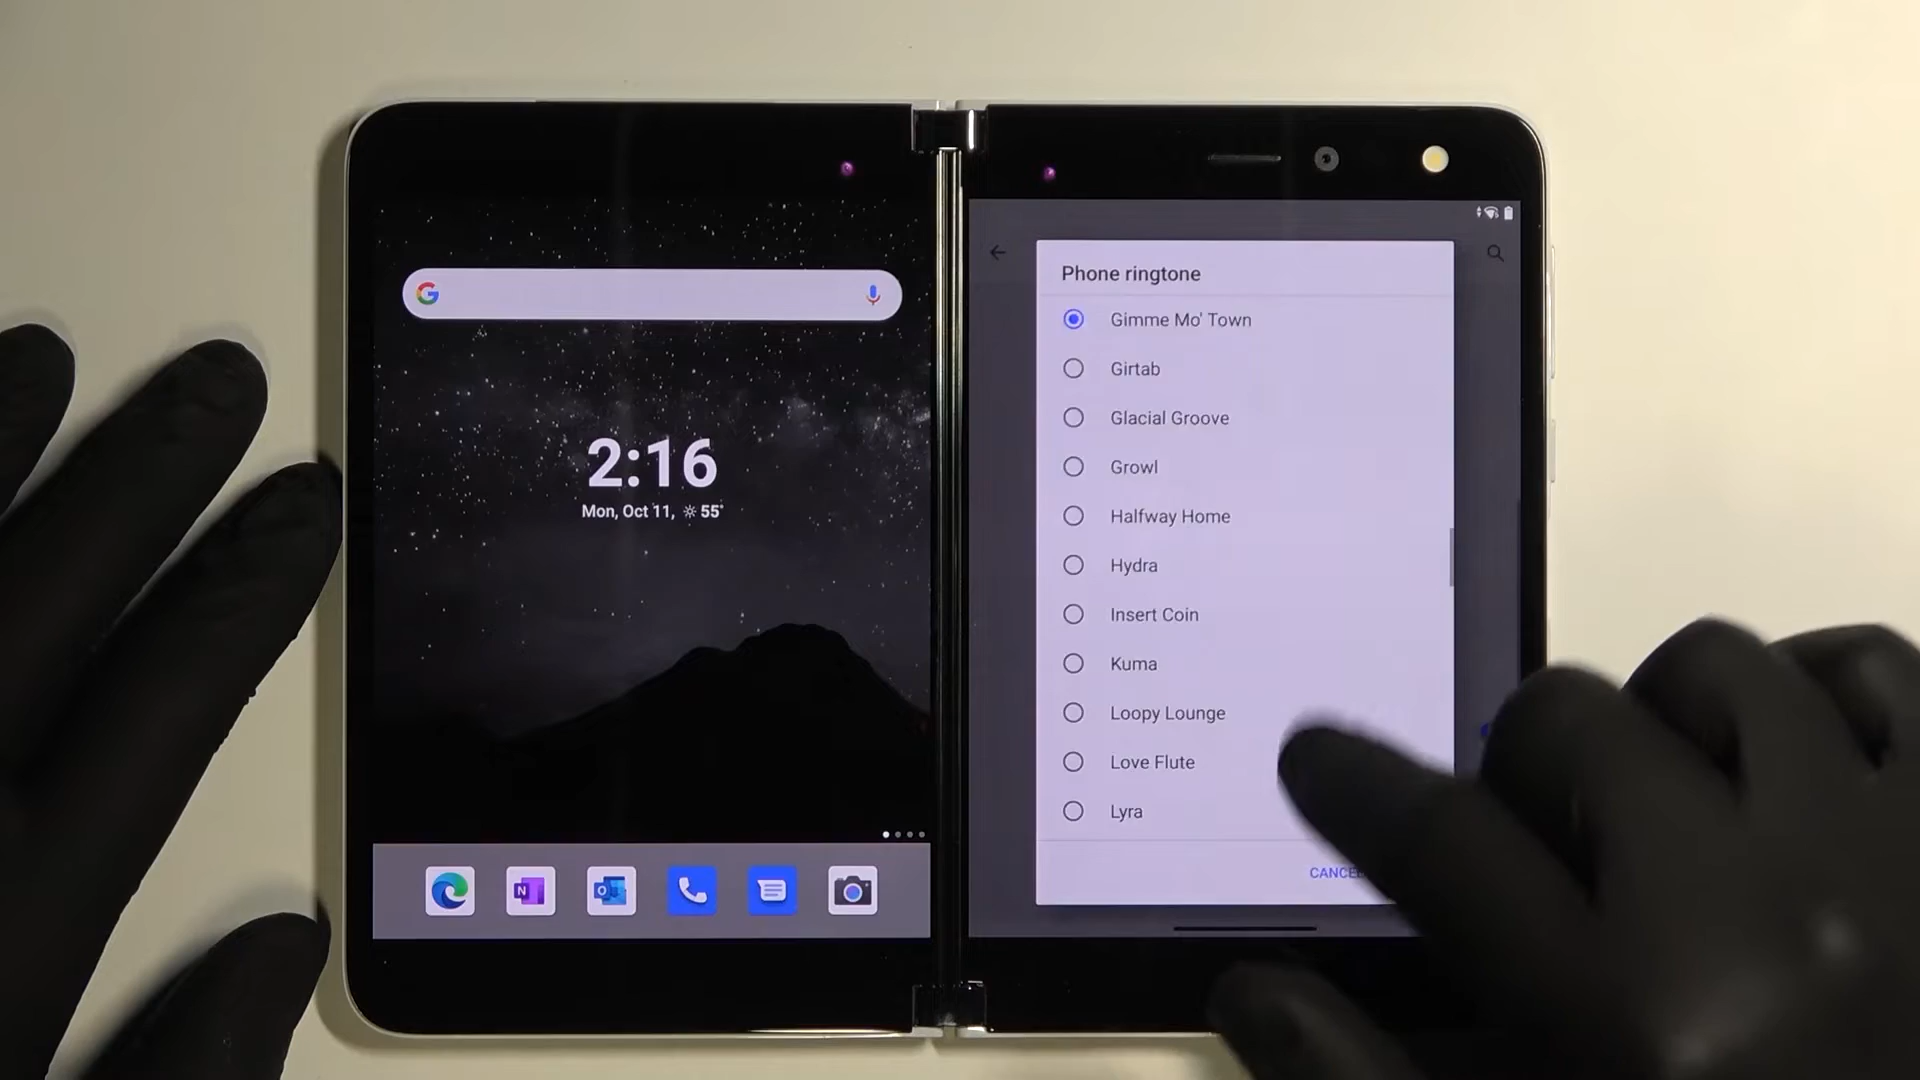 2:16
Mon, Oct 11, 55°
Phone ringtone
Gimme Mo' Town
Girtab
Glacial Groove
Growl
Halfway Home
Hydra
Insert Coin
Kuma
Loopy Lounge
Love Flute
Lyra
CANCEL